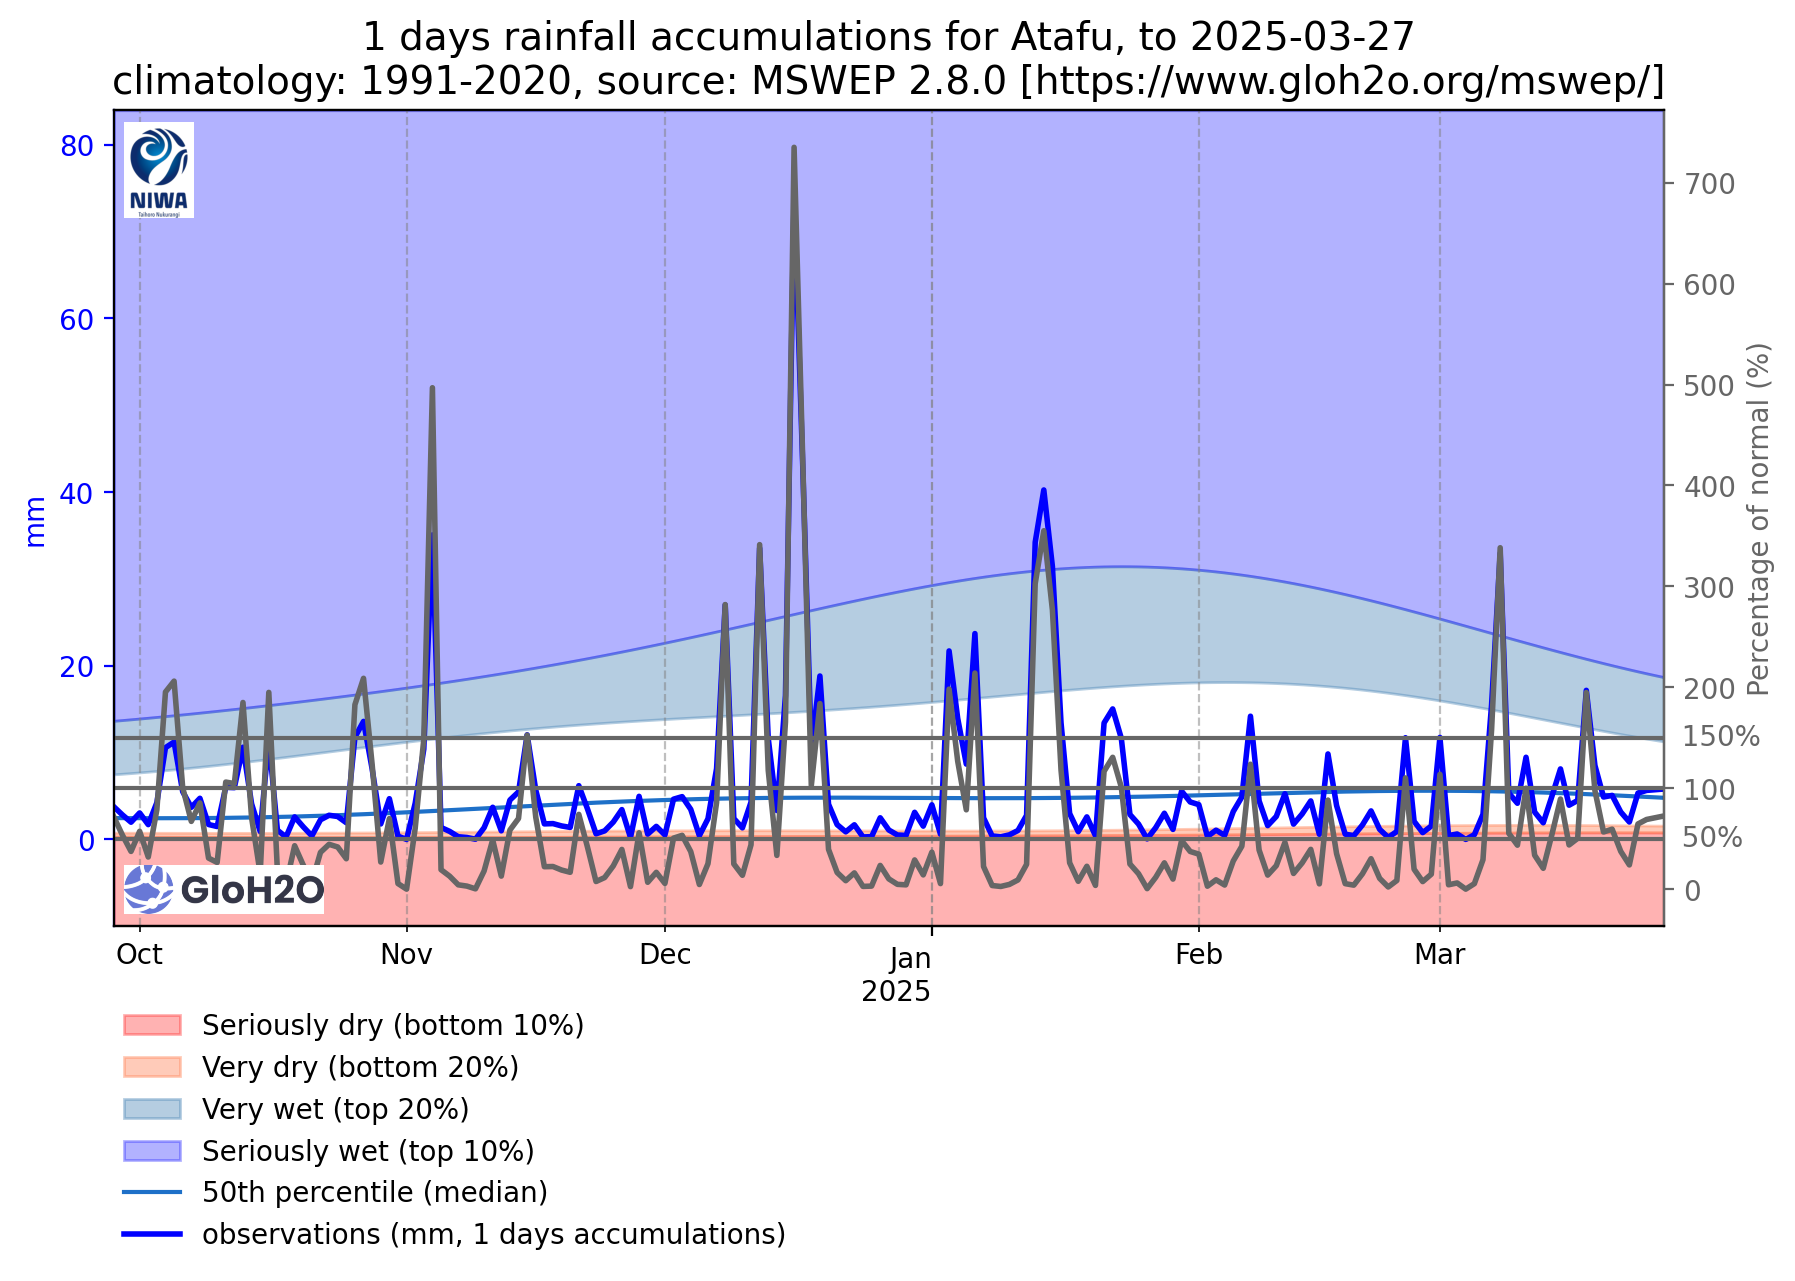 1 days rainfall accumulations for Atafu, to 2025-03-27
climatology: 1991-2020, source: MSWEP 2.8.0 [https://www.gloh2o.org/mswep/]
NIWA
Taihoro Nukurangi
80
60
40
20
0
mm
700
600
500
400
300
200
150%
100
50%
0
Percentage of normal (%)
GloH2O
Oct
Nov
Dec
Jan
2025
Feb
Mar
Seriously dry (bottom 10%)
Very dry (bottom 20%)
Very wet (top 20%)
Seriously wet (top 10%)
50th percentile (median)
observations (mm, 1 days accumulations)